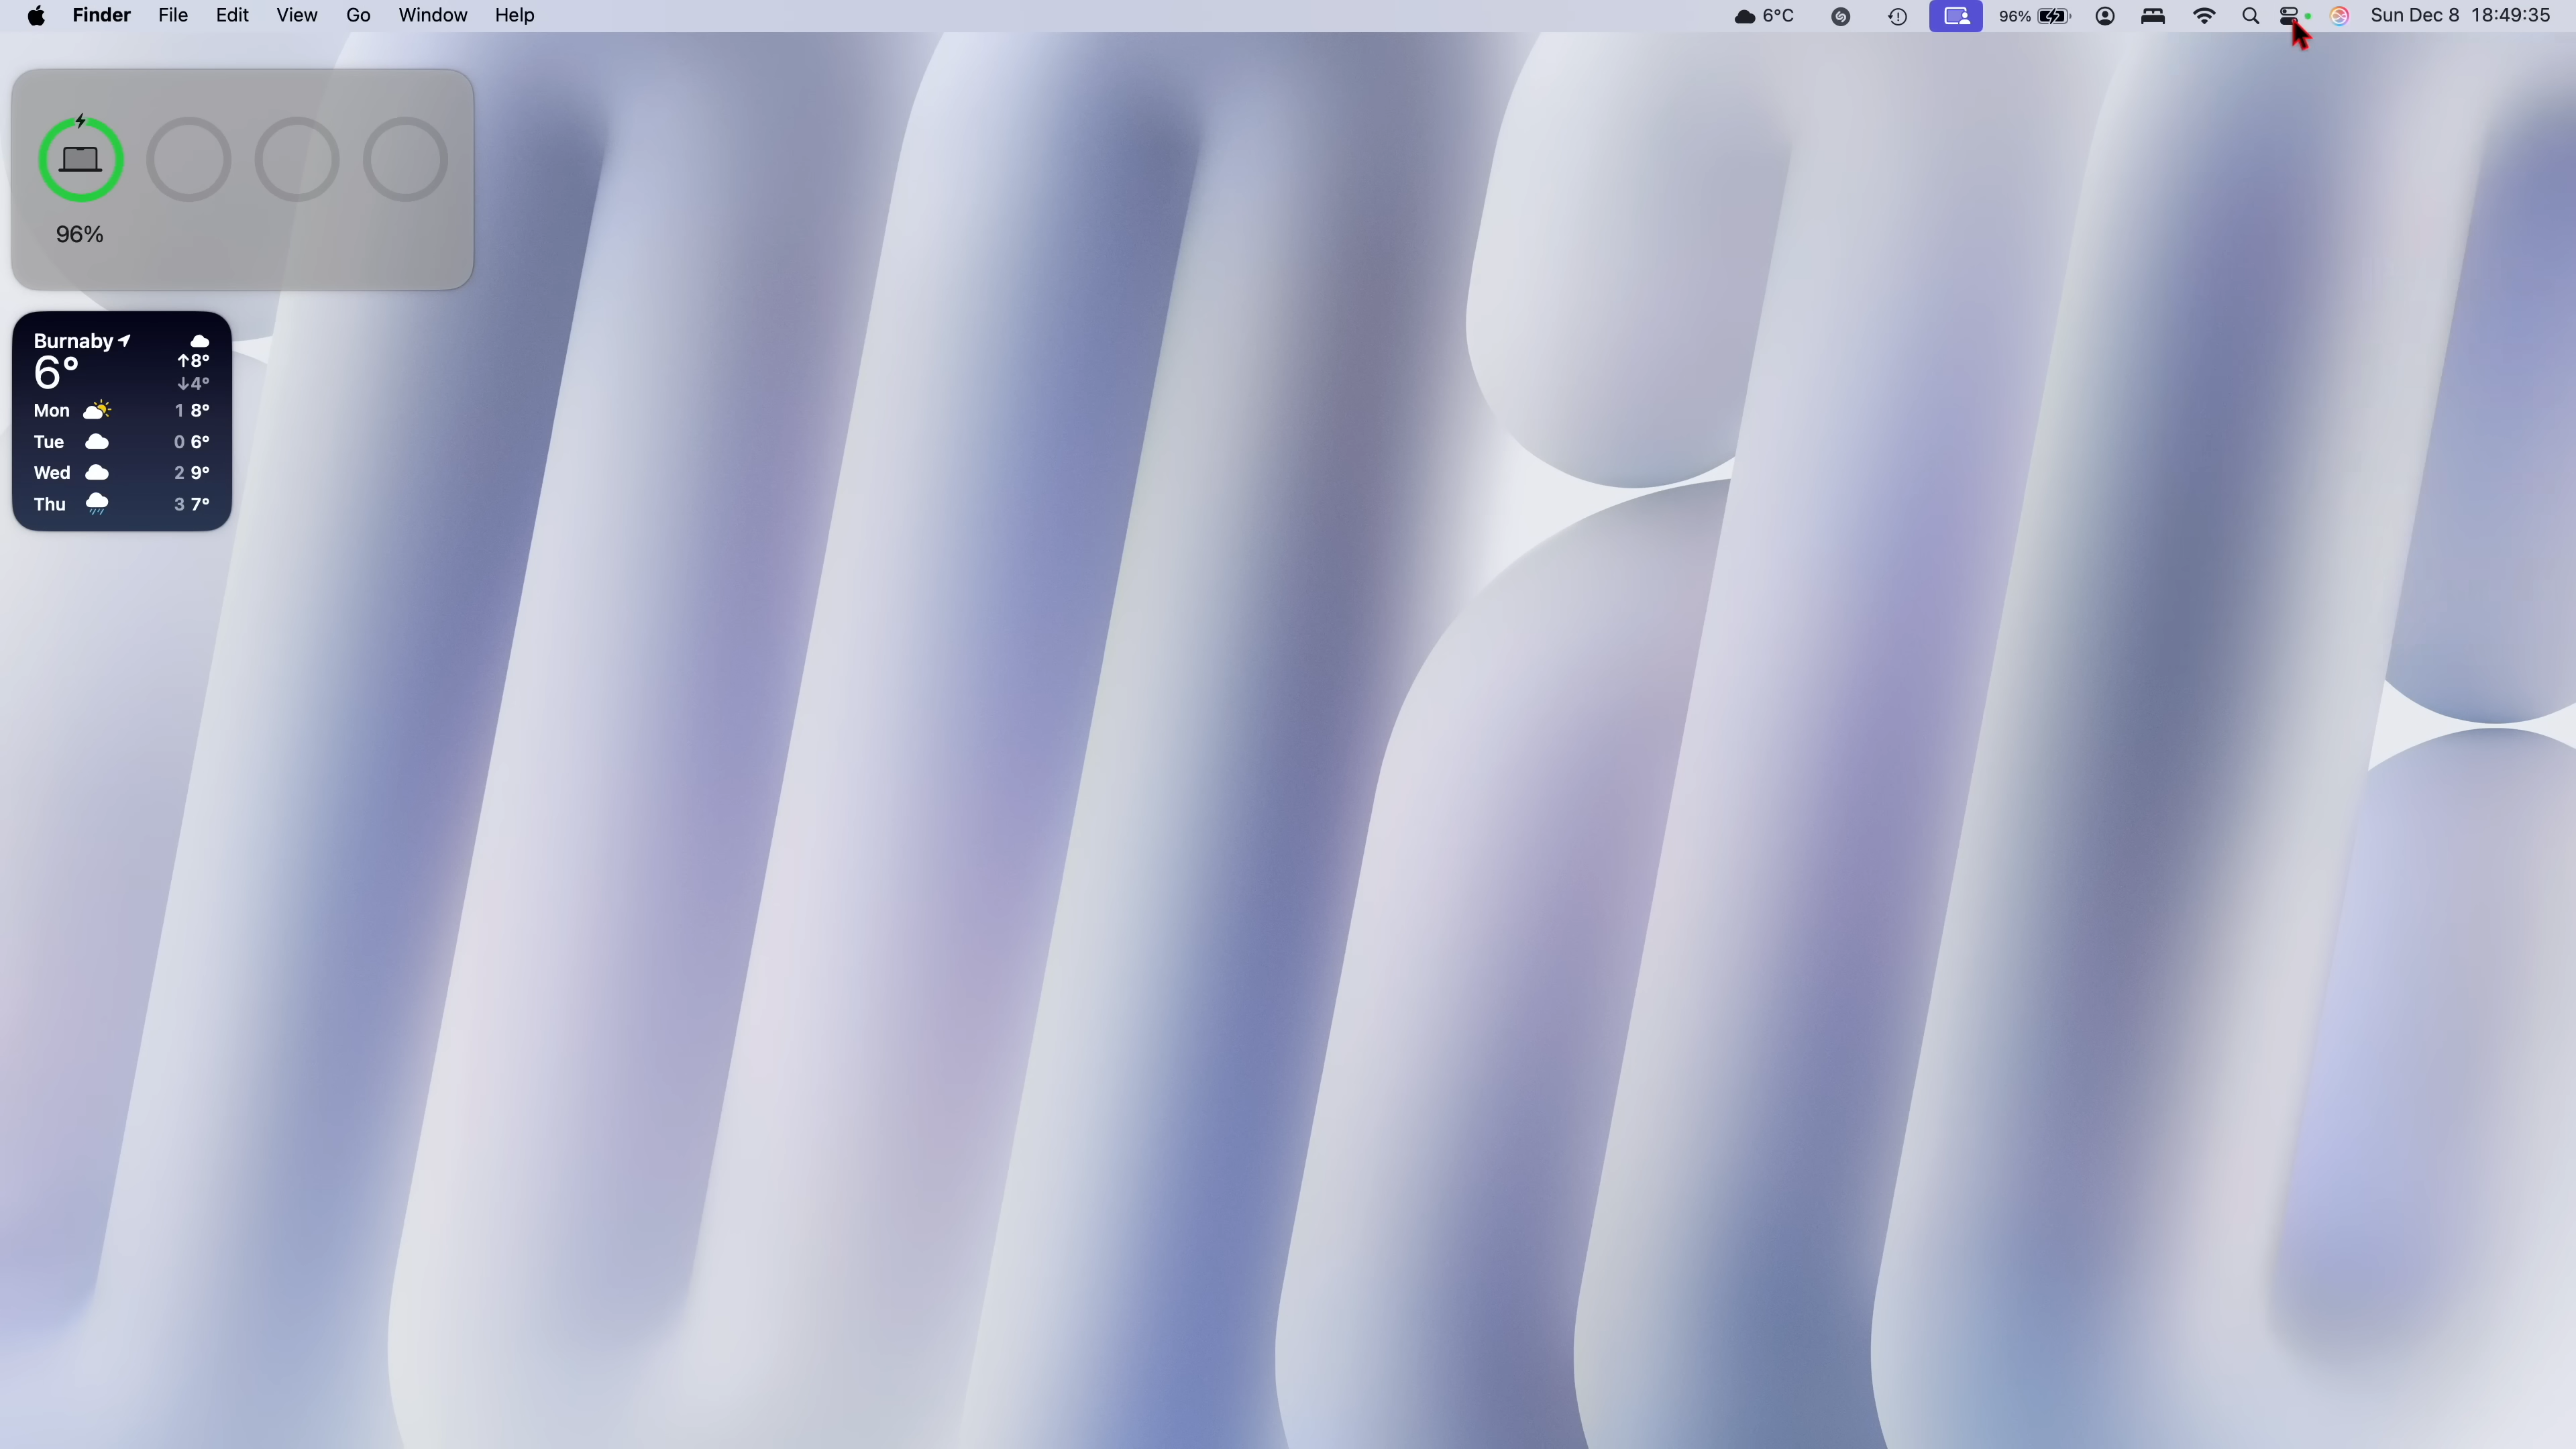 Finder File Edit View Go Window Help 6°C 96% Sun Dec 8 18:49:35
96%
Burnaby
6° ↑8°
↓4°
Mon 1 8°
Tue 0 6°
Wed 2 9°
Thu 3 7°